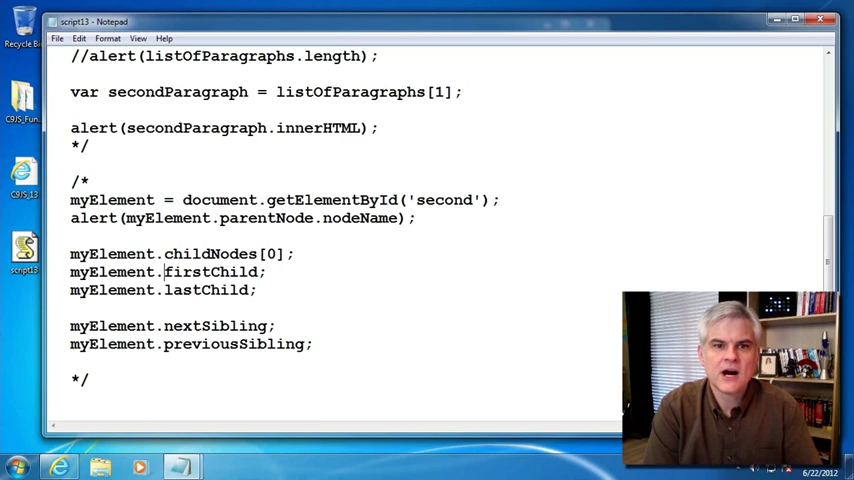 Recycle Bin
C9JS_Fun...
C9JS_13
script13
script13 - Notepad
File Edit Format View Help
//alert(listOfParagraphs.length);
var secondParagraph = listOfParagraphs[1];
alert(secondParagraph.innerHTML);
*/
/*
myElement = document.getElementById('second');
alert(myElement.parentNode.nodeName);
myElement.childNodes[0];
myElement.firstChild;
myElement.lastChild;
myElement.nextSibling;
myElement.previousSibling;
*/
6/22/2012